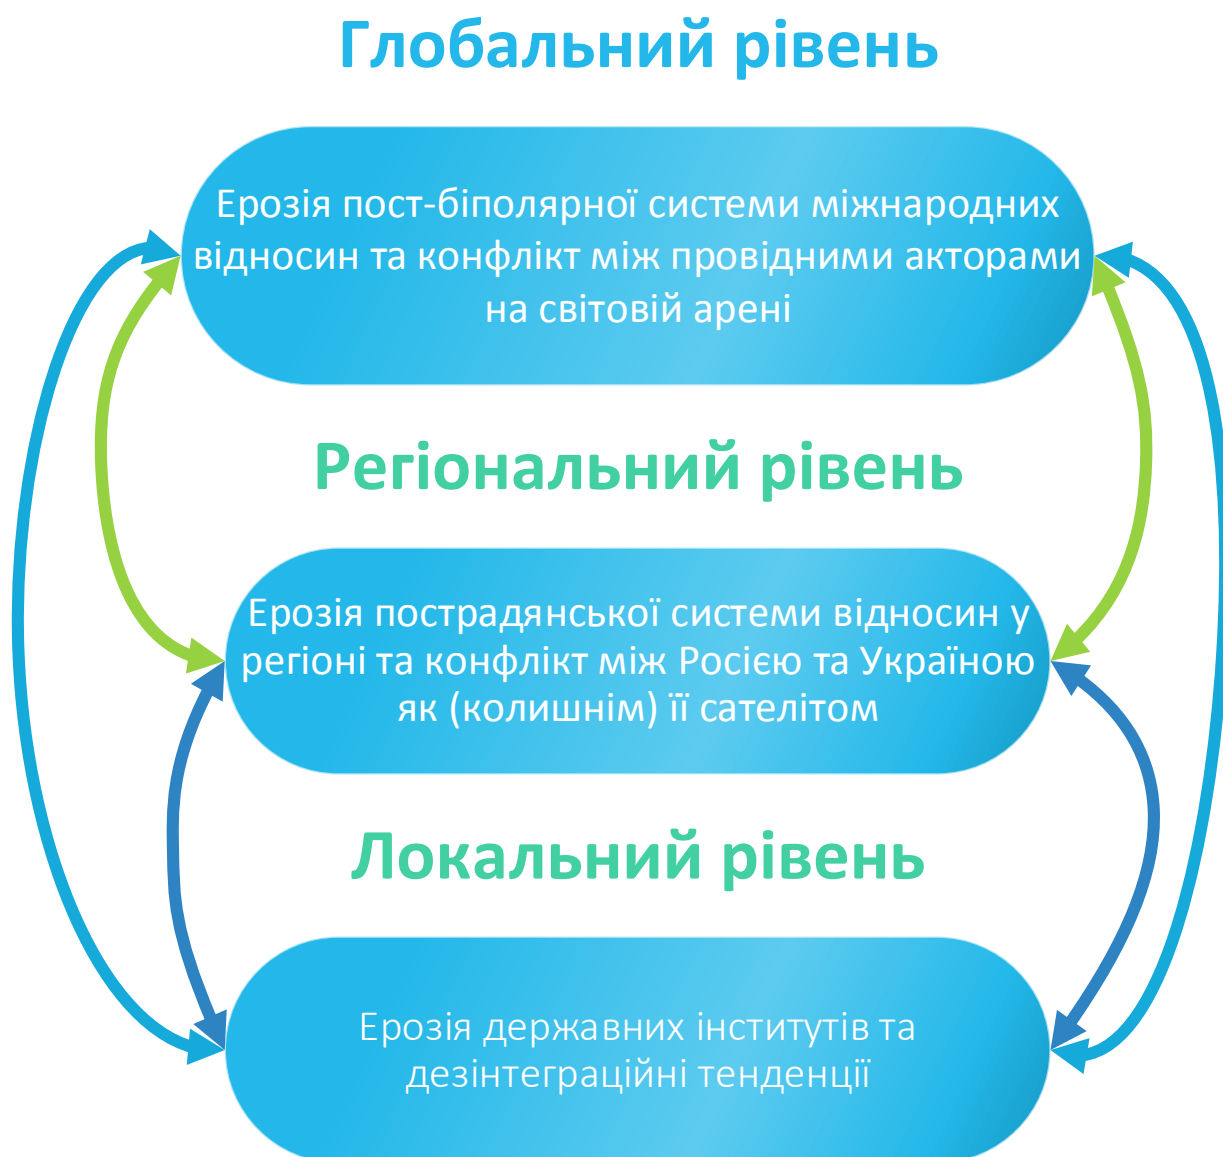 Глобальний рівень
Ерозія пост-біполярної системи міжнародних
відносин та конфлікт між провідними акторами
на світовій арені
Регіональний рівень
Ерозія пострадянської системи відносин у
регіоні та конфлікт між Росією та Україною
як (колишнім) її сателітом
Локальний рівень
Ерозія державних інститутів та
дезінтеграційні тенденції